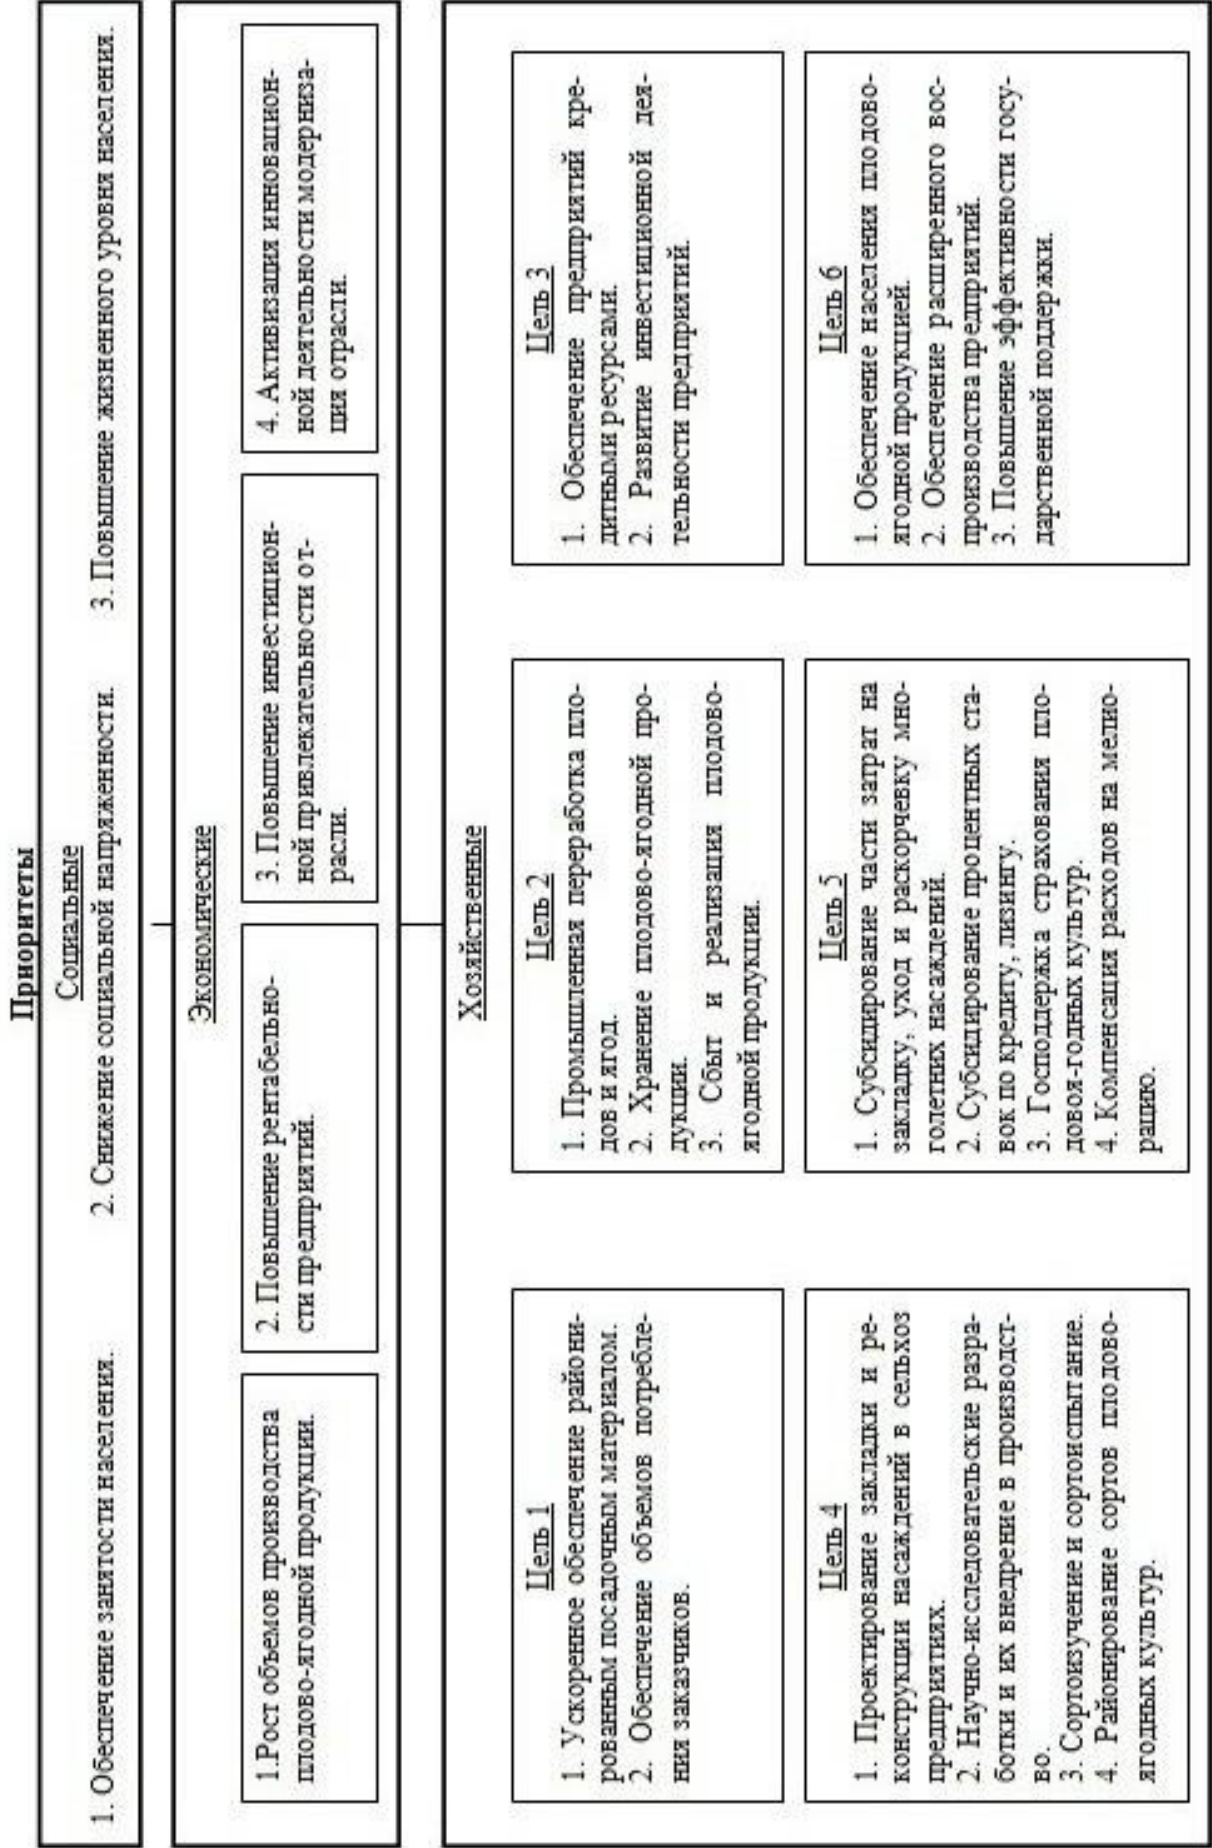 Приоритеты
Социальные
1. Обеспечение занятости населения.
2. Снижение социальной напряженности.
3. Повышение жизненного уровня населения.
Экономические
1.Рост объемов производства
плодово-ягодной продукции.
2. Повышение рентабельно-
сти предприятий.
3. Повышение инвестицион-
ной привлекательности от-
расли.
4. Активизация инновацион-
ной деятельности модерниза-
ция отрасли.
Хозяйственные
Цель 1
1. Ускоренное обеспечение райони-
рованным посадочным материалом.
2. Обеспечение объемов потребле-
ния заказчиков.
Цель 2
1. Промышленная переработка пло-
дов и ягод.
2. Хранение плодово-ягодной про-
дукции.
3. Сбыт и реализация плодово-
ягодной продукции.
Цель 3
1. Обеспечение предприятий кре-
дитными ресурсами.
2. Развитие инвестиционной дея-
тельности предприятий.
Цель 4
1. Проектирование закладки и ре-
конструкции насаждений в сельхоз
предприятиях.
2. Научно-исследовательские разра-
ботки и их внедрение в производст-
во.
3. Сортоизучение и сортоиспытание.
4. Районирование сортов плодово-
ягодных культур.
Цель 5
1. Субсидирование части затрат на
закладку, уход и раскорчевку мно-
голетних насаждений.
2. Субсидирование процентных ста-
вок по кредиту, лизингу.
3. Господдержка страхования пло-
довоя-годных культур.
4. Компенсация расходов на мелио-
рацию.
Цель 6
1. Обеспечение населения плодово-
ягодной продукцией.
2. Обеспечение расширенного вос-
производства предприятий.
3. Повышение эффективности госу-
дарственной поддержки.